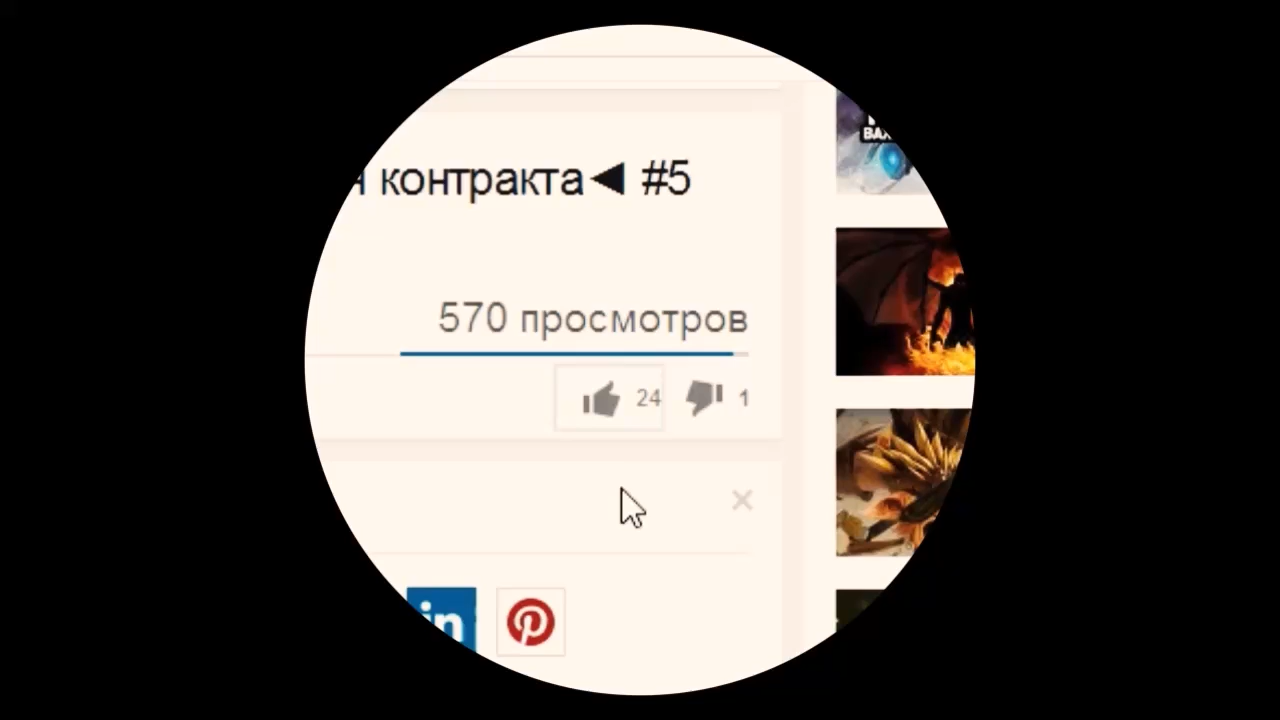 контракта◄ #5
570 просмотров
24 1
in